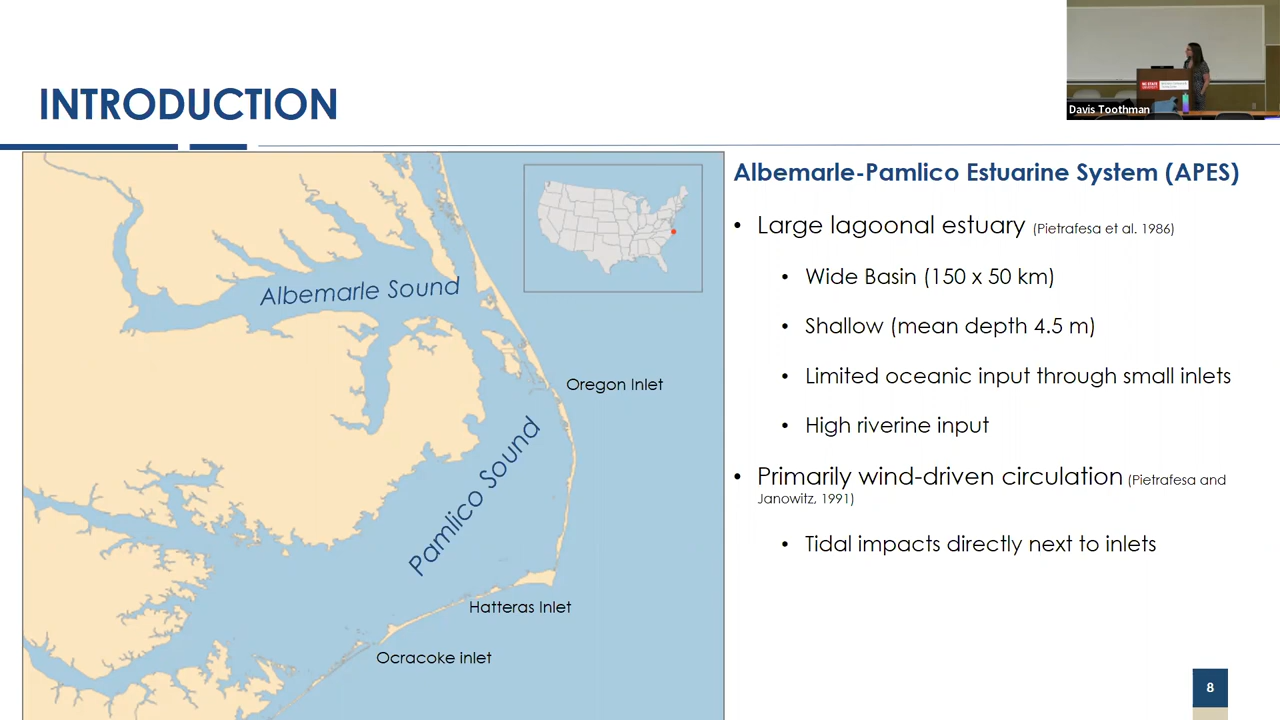 INTRODUCTION
Davis Toothman
Albemarle Sound
Oregon Inlet
Pamlico Sound
Hatteras Inlet
Ocracoke inlet
Albemarle-Pamlico Estuarine System (APES)
• Large lagoonal estuary (Pietrafesa et al. 1986)
• Wide Basin (150 x 50 km)
• Shallow (mean depth 4.5 m)
• Limited oceanic input through small inlets
• High riverine input
• Primarily wind-driven circulation (Pietrafesa and
Janowitz, 1991)
• Tidal impacts directly next to inlets
8